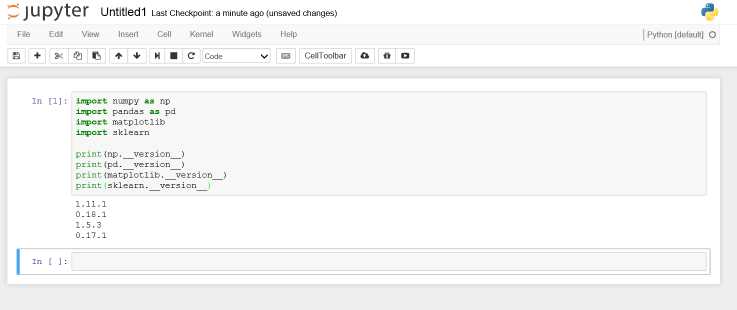 jupyter Untitled1 Last Checkpoint: a minute ago (unsaved changes)
File Edit View Insert Cell Kernel Widgets Help Python [default]
Code CellToolbar
In [1]: import numpy as np
import pandas as pd
import matplotlib
import sklearn
print(np.__version__)
print(pd.__version__)
print(matplotlib.__version__)
print(sklearn.__version__)
1.11.1
0.18.1
1.5.3
0.17.1
In [ ]: